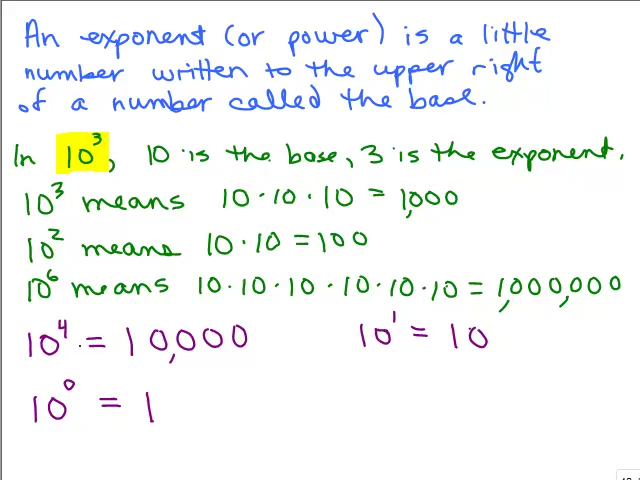 An exponent (or power) is a little
number written to the upper right
of a number called the base.
In 10³, 10 is the base, 3 is the exponent.
10³ means 10 · 10 · 10 = 1,000
10² means 10 · 10 = 100
10⁶ means 10 · 10 · 10 · 10 · 10 · 10 = 1,000,000
10⁴ = 10,000 10¹ = 10
10⁰ = 1